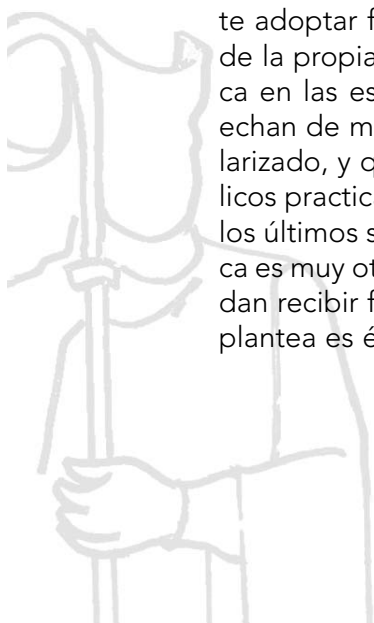 te adoptar f
de la propia
ca en las es
echan de m
larizado, y q
licos practic
los últimos s
ca es muy ot
dan recibir f
plantea es é